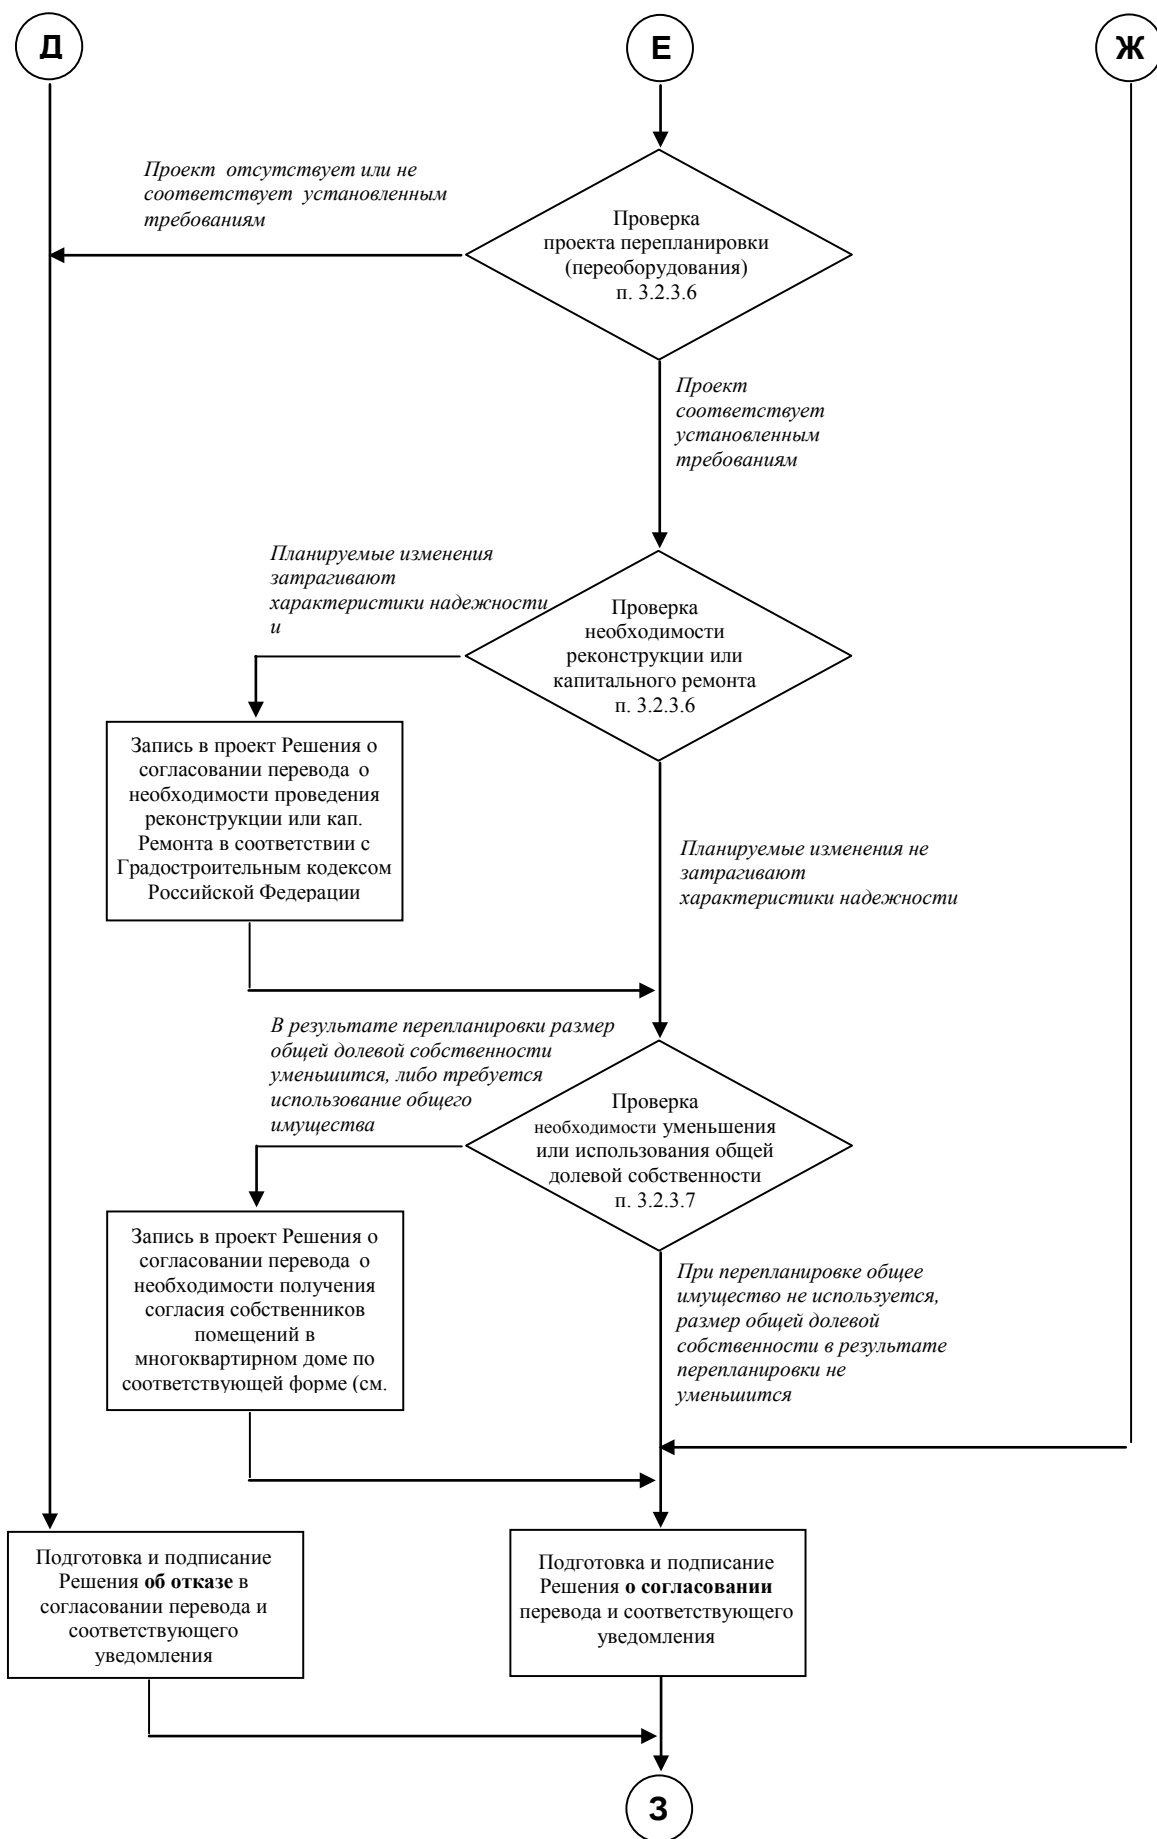 Д
Е
Ж
Проект отсутствует или не
соответствует установленным
требованиям
Проверка
проекта перепланировки
(переоборудования)
п. 3.2.3.6
Проект
соответствует
установленным
требованиям
Планируемые изменения
затрагивают
характеристики надежности
и
Проверка
необходимости
реконструкции или
капитального ремонта
п. 3.2.3.6
Запись в проект Решения о
согласовании перевода о
необходимости проведения
реконструкции или кап.
Ремонта в соответствии с
Градостроительным кодексом
Российской Федерации
Планируемые изменения не
затрагивают
характеристики надежности
В результате перепланировки размер
общей долевой собственности
уменьшится, либо требуется
использование общего
имущества
Проверка
необходимости уменьшения
или использования общей
долевой собственности
п. 3.2.3.7
Запись в проект Решения о
согласовании перевода о
необходимости получения
согласия собственников
помещений в
многоквартирном доме по
соответствующей форме (см.
При перепланировке общее
имущество не используется,
размер общей долевой
собственности в результате
перепланировки не
уменьшится
Подготовка и подписание
Решения об отказе в
согласовании перевода и
соответствующего
уведомления
Подготовка и подписание
Решения о согласовании
перевода и соответствующего
уведомления
З